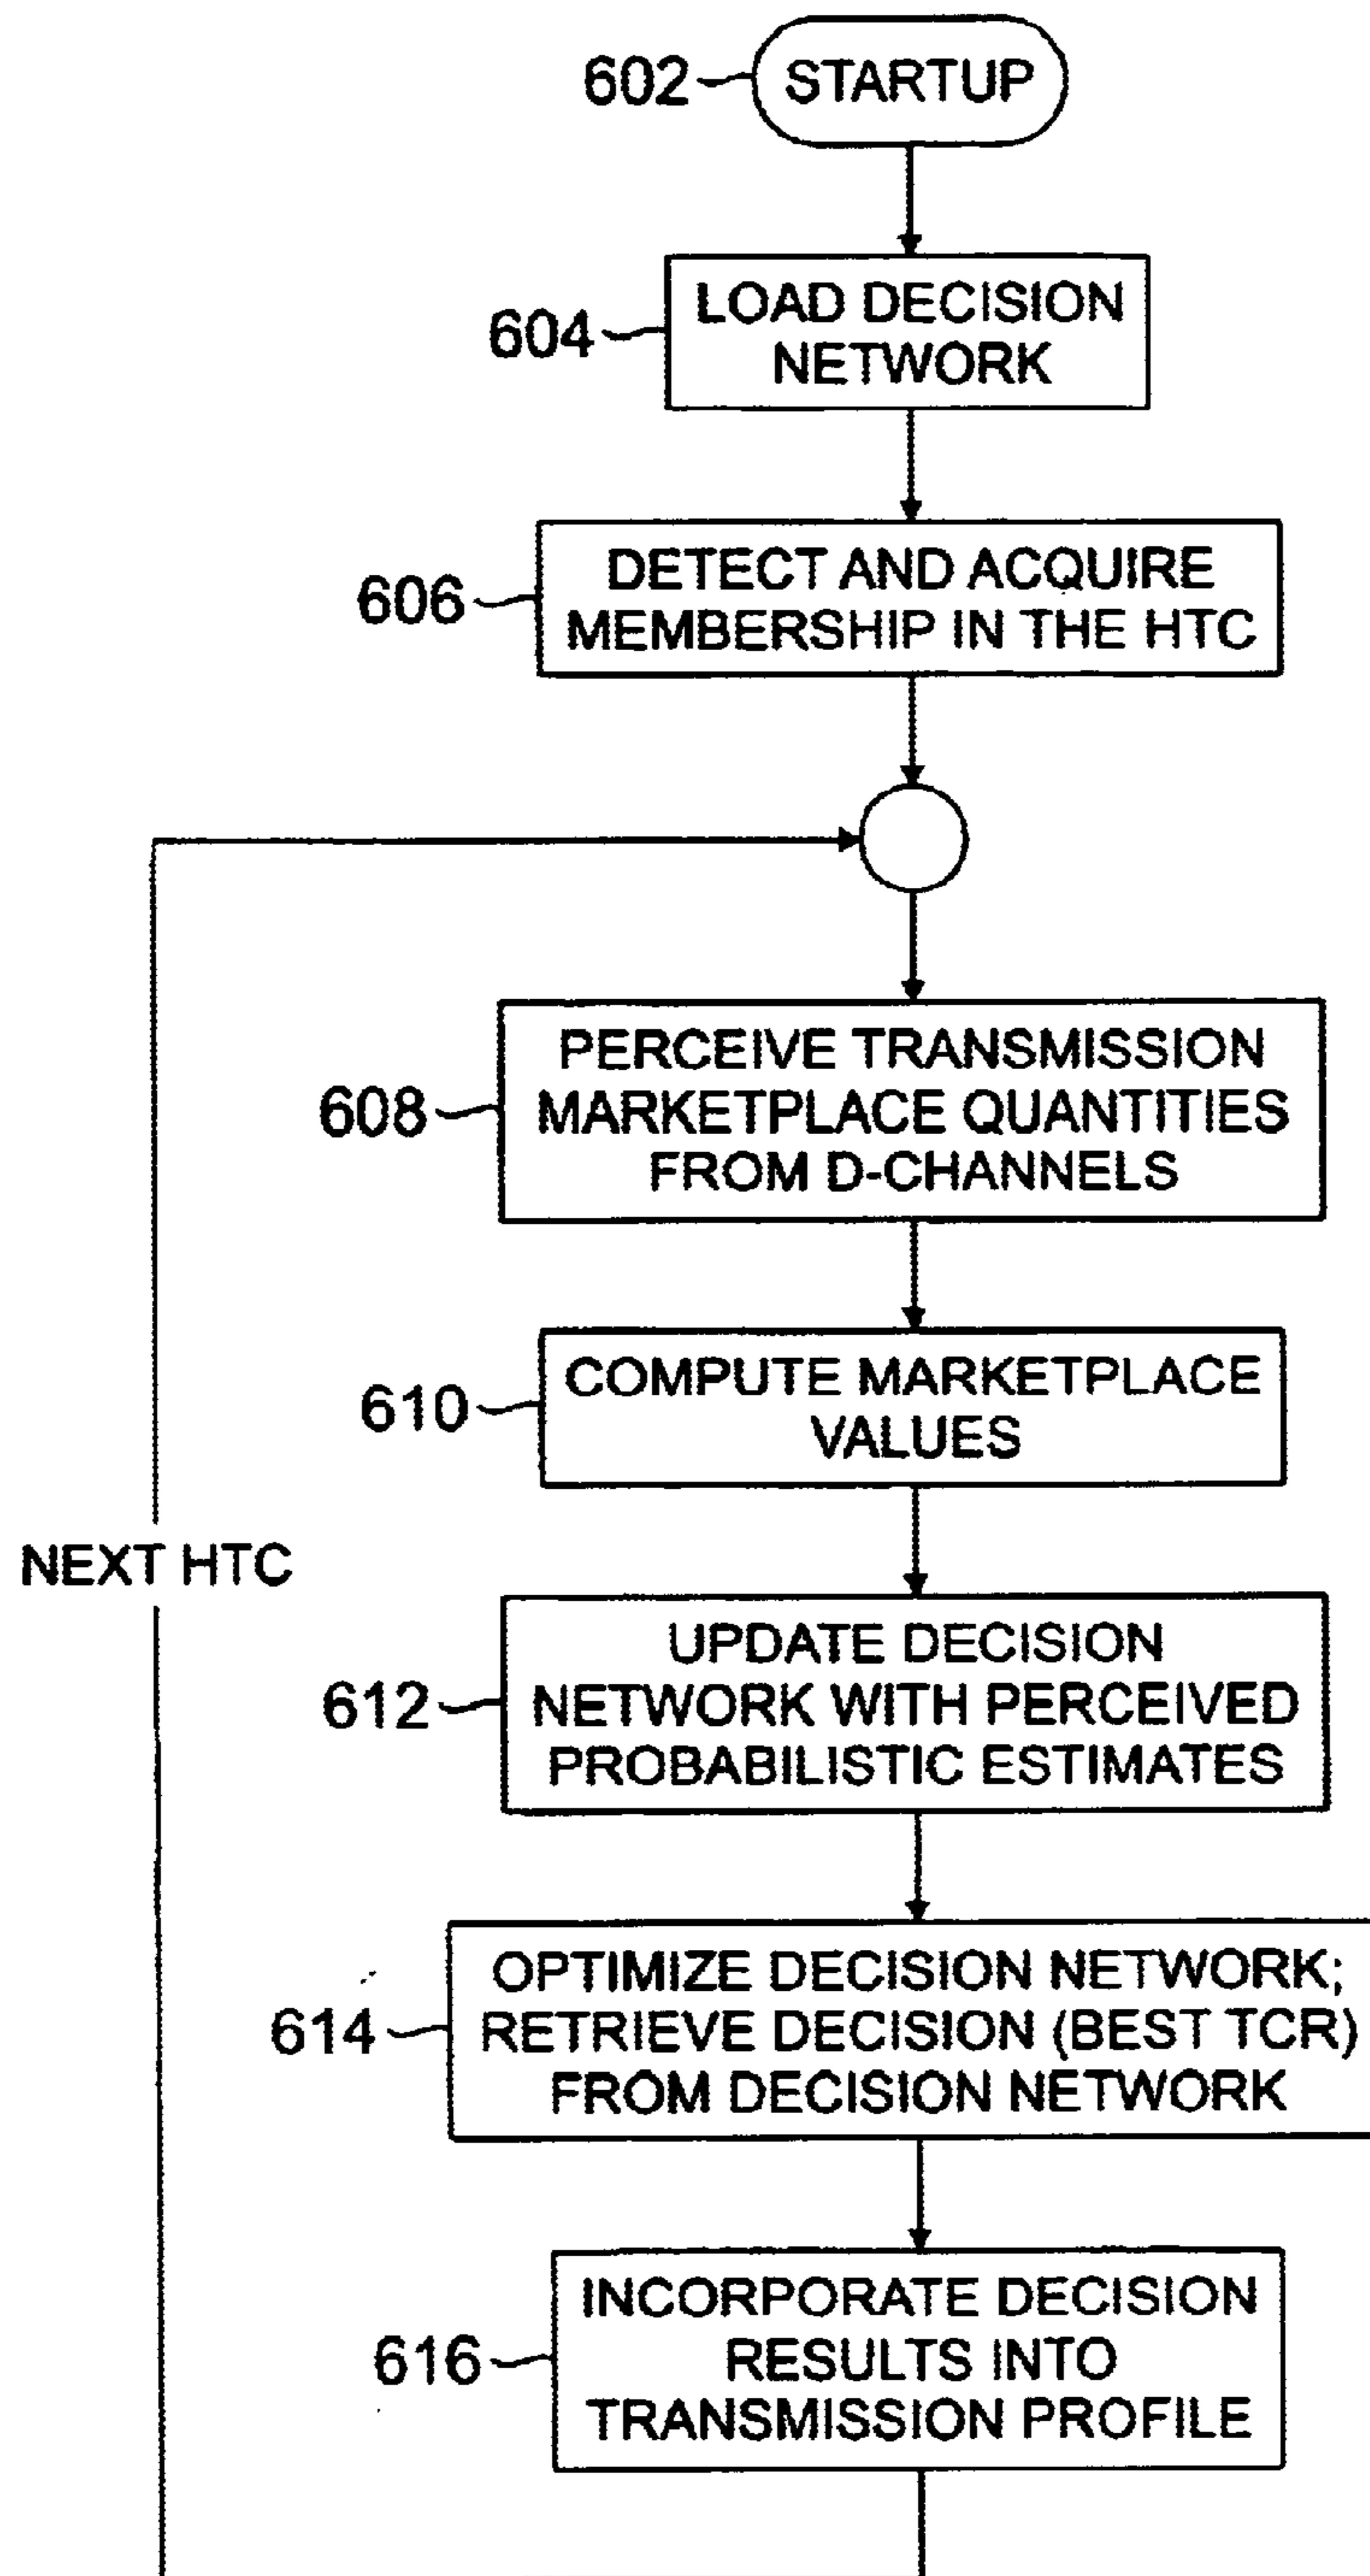 602
STARTUP
604
LOAD DECISION
NETWORK
606
DETECT AND ACQUIRE
MEMBERSHIP IN THE HTC
608
PERCEIVE TRANSMISSION
MARKETPLACE QUANTITIES
FROM D-CHANNELS
610
COMPUTE MARKETPLACE
VALUES
NEXT HTC
612
UPDATE DECISION
NETWORK WITH PERCEIVED
PROBABILISTIC ESTIMATES
614
OPTIMIZE DECISION NETWORK;
RETRIEVE DECISION (BEST TCR)
FROM DECISION NETWORK
616
INCORPORATE DECISION
RESULTS INTO
TRANSMISSION PROFILE